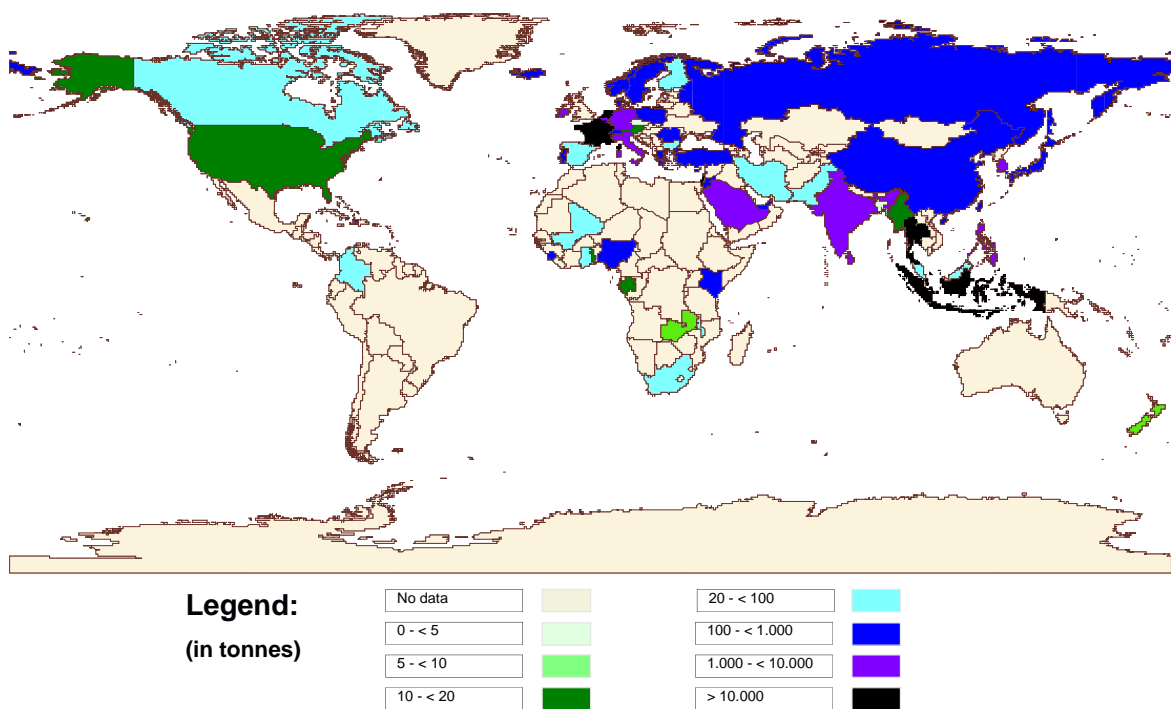 Legend:
(in tonnes)
No data
0 - < 5
5 - < 10
10 - < 20
20 - < 100
100 - < 1.000
1.000 - < 10.000
> 10.000